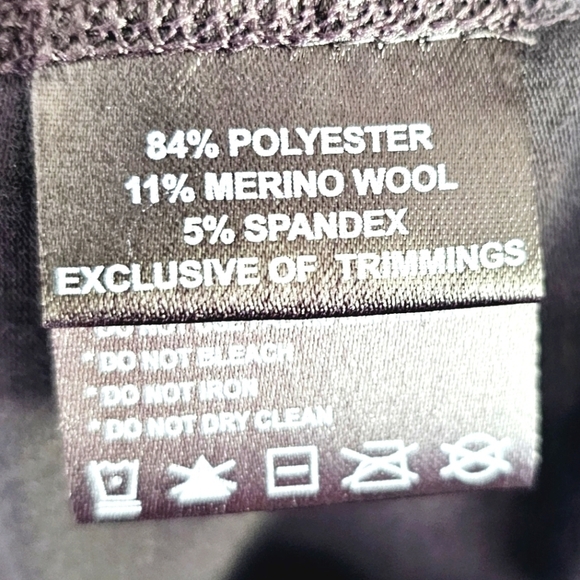 84% POLYESTER
11% MERINO WOOL
5% SPANDEX
EXCLUSIVE OF TRIMMINGS
* DO NOT BLEACH
* DO NOT IRON
* DO NOT DRY CLEAN